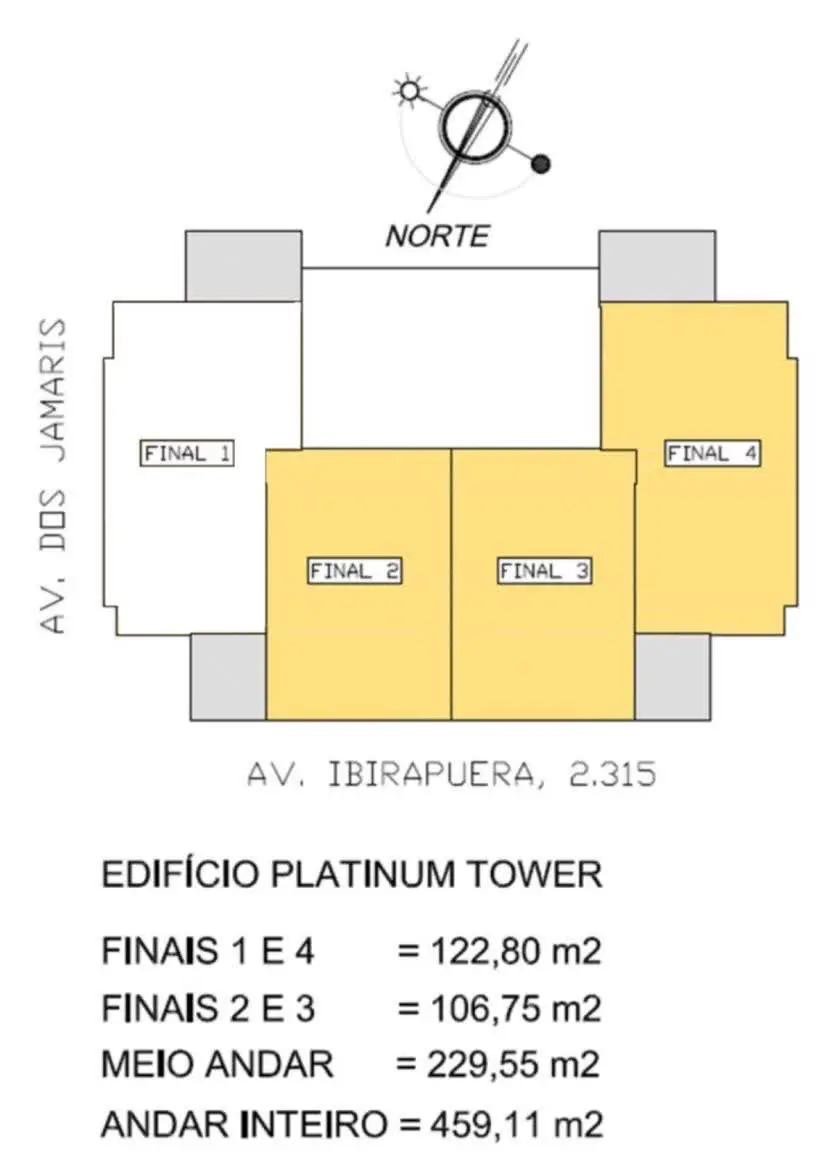 NORTE
AV. DOS JAMARIS
FINAL 1
FINAL 4
FINAL 2
FINAL 3
AV. IBIRAPUERA, 2.315
EDIFÍCIO PLATINUM TOWER
FINAIS 1 E 4 = 122,80 m2
FINAIS 2 E 3 = 106,75 m2
MEIO ANDAR = 229,55 m2
ANDAR INTEIRO = 459,11 m2